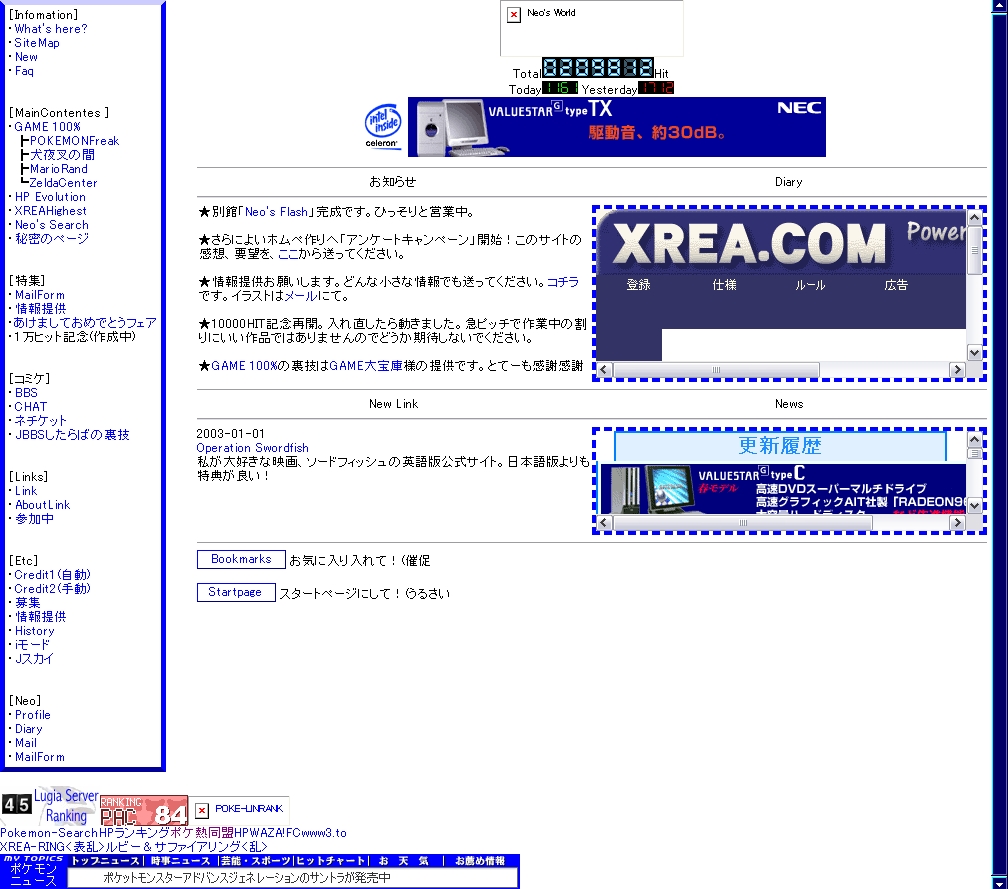 [Infomation]
・What's here?
・SiteMap
・New
・Faq
[MainContentes ]
・GAME 100%
┣POKEMONFreak
┣犬夜叉の間
┣MarioRand
┗ZeldaCenter
・HP Evolution
・XREAHighest
・Neo's Search
・秘密のページ
[特集]
・MailForm
・情報提供
・あけましておめでとうフェア
・1万ヒット記念(作成中)
[コミケ]
・BBS
・CHAT
・ネチケット
・JBBSしたらばの裏技
[Links]
・Link
・AboutLink
・参加中
[Etc]
・Credit1(自動)
・Credit2(手動)
・募集
・情報提供
・History
・iモード
・Jスカイ
[Neo]
・Profile
・Diary
・Mail
・MailForm
Neo's World
Total Hit
Today 1161 Yesterday 1712
intel inside celeron
VALUESTAR G type TX
NEC
駆動音、約30dB。
お知らせ
Diary
★別館「Neo's Flash」完成です。ひっそりと営業中。
★さらによいホムペ作りへ「アンケートキャンペーン」開始！このサイトの
感想、要望を、ここから送ってください。
★情報提供お願いします。どんな小さな情報でも送ってください。コチラ
です。イラストはメールにて。
★10000HIT記念再開。入れ直したら動きました。急ピッチで作業中の割
りにいい作品ではありませんのでどうか期待しないでください。
★GAME 100%の裏技はGAME大宝庫様の提供です。とてーも感謝感謝
XREA.COM
Power
登録 仕様 ルール 広告
New Link
News
2003-01-01
Operation Swordfish
私が大好きな映画、ソードフィッシュの英語版公式サイト。日本語版よりも
特典が良い！
更新履歴
VALUESTAR G type C
春モデル
高速DVDスーパーマルチドライブ
高速グラフィックAIT社製「RADEON
Bookmarks お気に入り入れて！(催促
Startpage スタートページにして！(うるさい
45
Lugia Server
Ranking
RANKING
PAC 84
POKE-LINRANK
Pokemon-SearchHPランキングポケ熱同盟HPWAZA!FCwww3.to
XREA-RING<表乱>ルビー＆サファイアリング<乱>
MY TOPICS
ポケモン
ニュース
トップニュース | 時事ニュース | 芸能・スポーツ | ヒットチャート | お 天 気 | お薦め情報
ポケットモンスターアドバンスジェネレーションのサントラが発売中